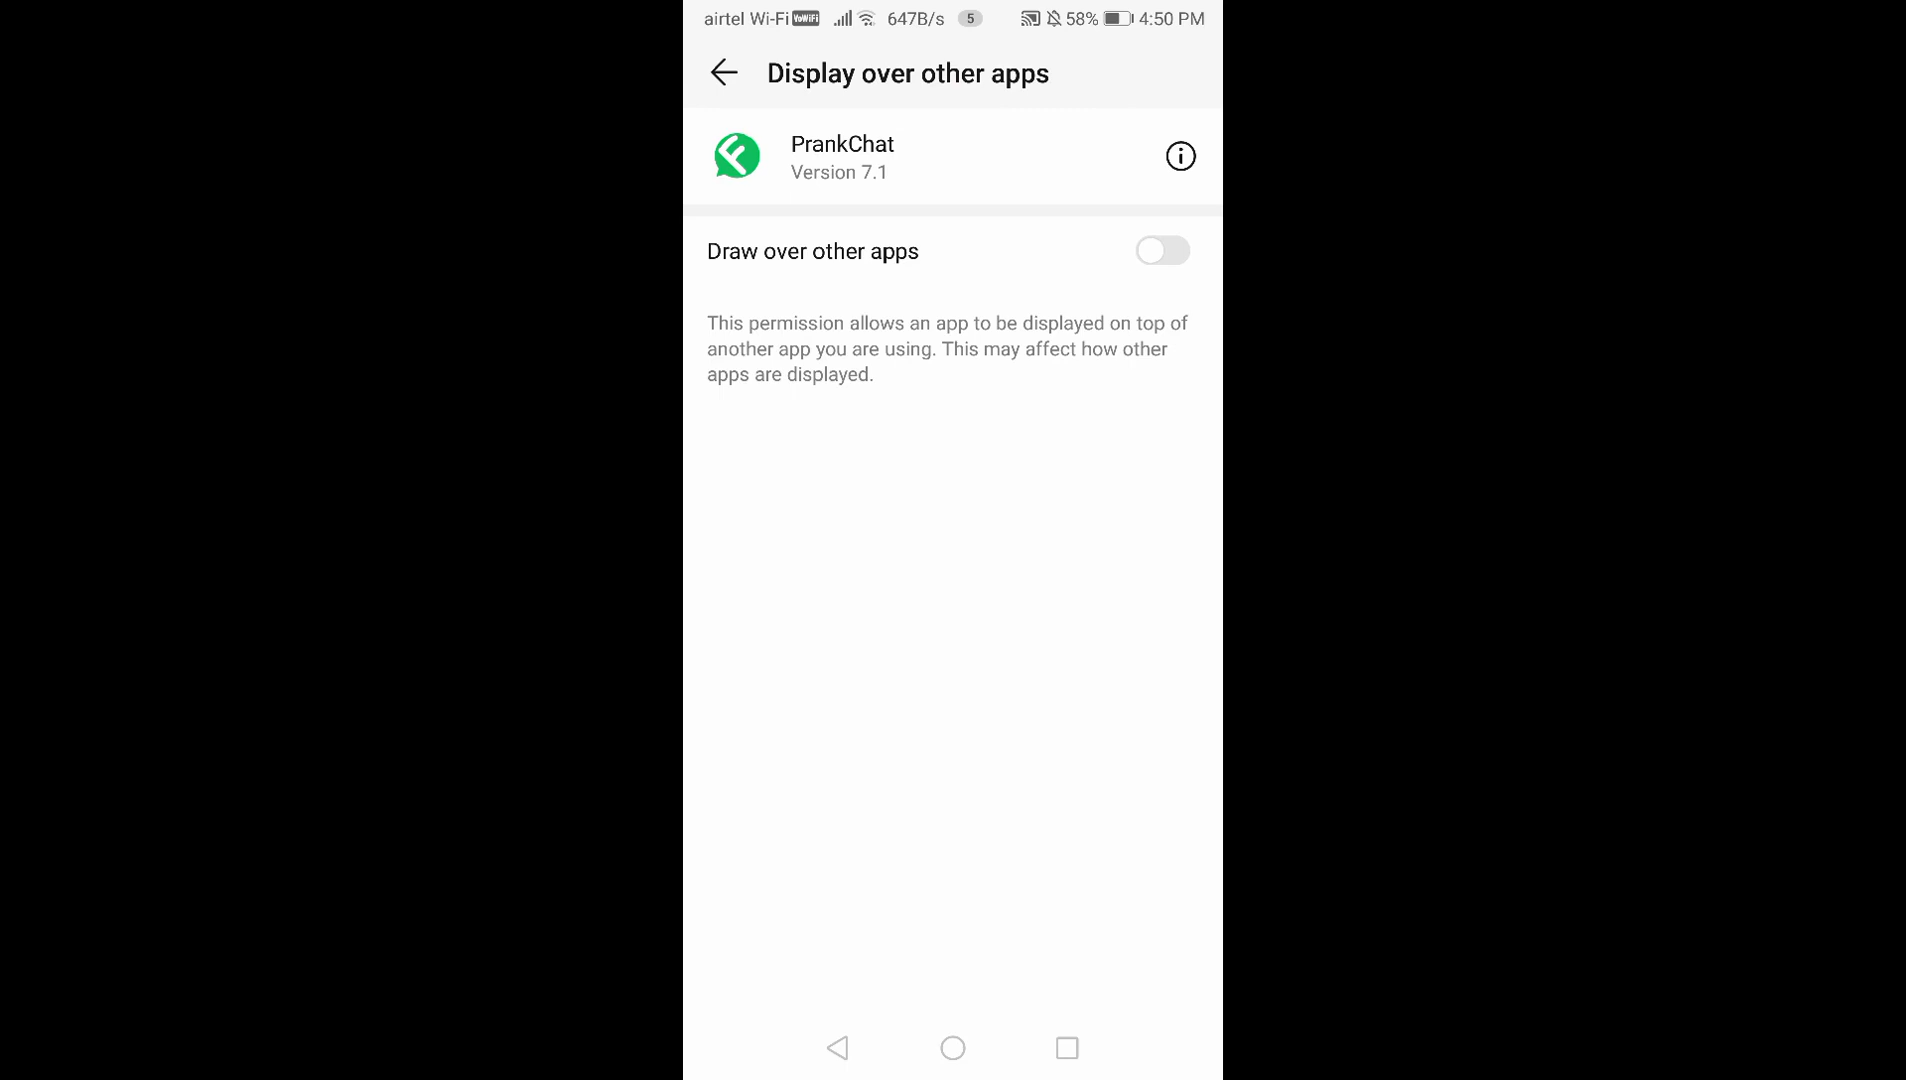 airtel Wi-Fi VoWiFi 647B/s 5 58% 4:50 PM
Display over other apps
PrankChat
Version 7.1
Draw over other apps
This permission allows an app to be displayed on top of
another app you are using. This may affect how other
apps are displayed.